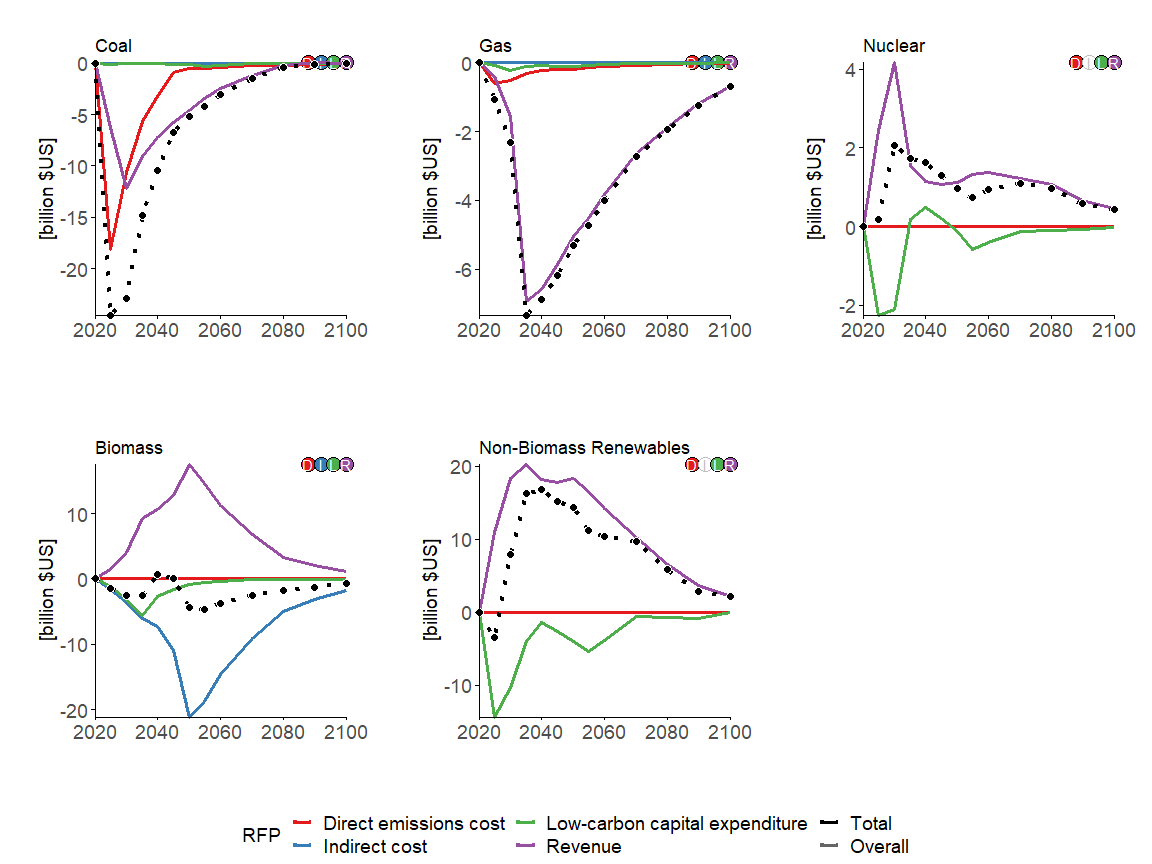 Coal
D I L R
[billion $US]
0
-5
-10
-15
-20
2020 2040 2060 2080 2100
Gas
D I L R
[billion $US]
0
-2
-4
-6
2020 2040 2060 2080 2100
Nuclear
D I L R
[billion $US]
4
2
0
-2
2020 2040 2060 2080 2100
Biomass
D I L R
[billion $US]
10
0
-10
-20
2020 2040 2060 2080 2100
Non-Biomass Renewables
D I L R
[billion $US]
20
10
0
-10
2020 2040 2060 2080 2100
RFP
Direct emissions cost Low-carbon capital expenditure Total
Indirect cost Revenue Overall